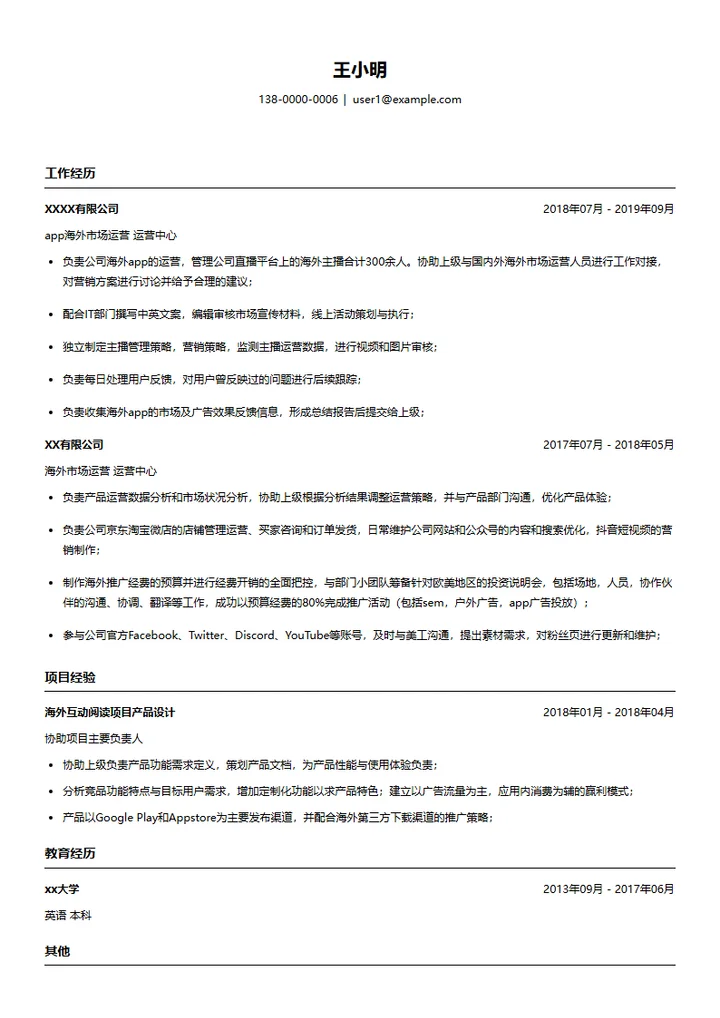 王小明
138-0000-0006 | user1@example.com
工作经历
XXXX有限公司 2018年07月 - 2019年09月
app海外市场运营 运营中心
• 负责公司海外app的运营，管理公司直播平台上的海外主播合计300余人。协助上级与国内外海外市场运营人员进行工作对接，
对营销方案进行讨论并给予合理的建议；
• 配合IT部门撰写中英文案，编辑审核市场宣传材料，线上活动策划与执行；
• 独立制定主播管理策略，营销策略，监测主播运营数据，进行视频和图片审核；
• 负责每日处理用户反馈，对用户曾反映过的问题进行后续跟踪；
• 负责收集海外app的市场及广告效果反馈信息，形成总结报告后提交给上级；
XX有限公司 2017年07月 - 2018年05月
海外市场运营 运营中心
• 负责产品运营数据分析和市场状况分析，协助上级根据分析结果调整运营策略，并与产品部门沟通，优化产品体验；
• 负责公司京东淘宝微店的店铺管理运营、买家咨询和订单发货，日常维护公司网站和公众号的内容和搜索优化，抖音短视频的营
销制作；
• 制作海外推广经费的预算并进行经费开销的全面把控，与部门小团队筹备针对欧美地区的投资说明会，包括场地，人员，协作伙
伴的沟通、协调、翻译等工作，成功以预算经费的80%完成推广活动（包括sem，户外广告，app广告投放）；
• 参与公司官方Facebook、Twitter、Discord、YouTube等账号，及时与美工沟通，提出素材需求，对粉丝页进行更新和维护；
项目经验
海外互动阅读项目产品设计 2018年01月 - 2018年04月
协助项目主要负责人
• 协助上级负责产品功能需求定义，策划产品文档，为产品性能与使用体验负责；
• 分析竞品功能特点与目标用户需求，增加定制化功能以求产品特色；建立以广告流量为主，应用内消费为辅的赢利模式；
• 产品以Google Play和Appstore为主要发布渠道，并配合海外第三方下载渠道的推广策略；
教育经历
xx大学 2013年09月 - 2017年06月
英语 本科
其他